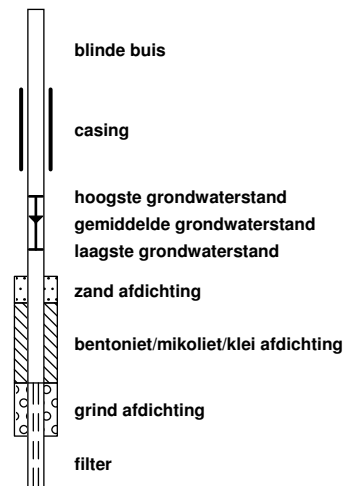 blinde buis
casing
hoogste grondwaterstand
gemiddelde grondwaterstand
laagste grondwaterstand
zand afdichting
bentoniet/mikoliet/klei afdichting
grind afdichting
filter